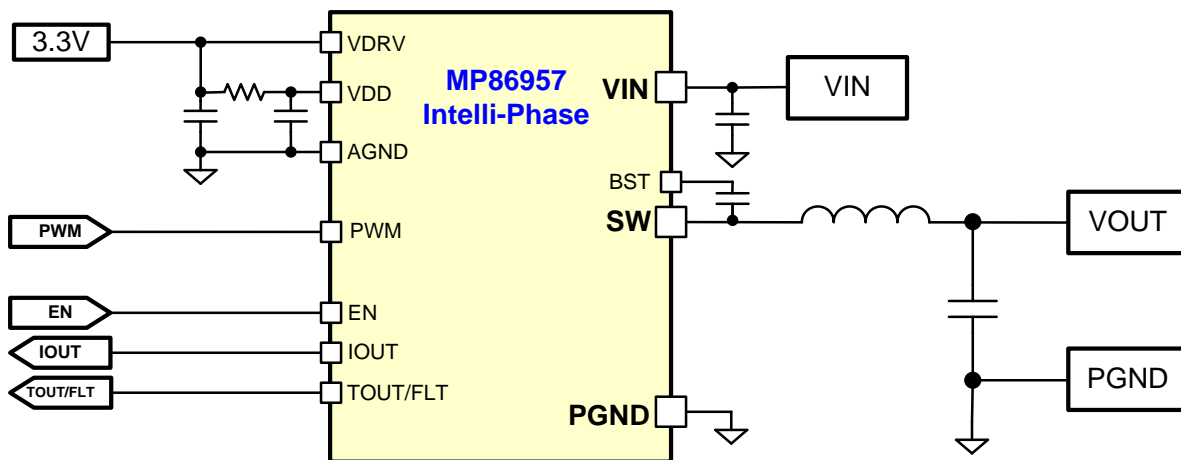 3.3V
VDRV
VDD
AGND
PWM
PWM
EN
EN
IOUT
IOUT
TOUT/FLT
TOUT/FLT
MP86957
Intelli-Phase
VIN
VIN
BST
SW
VOUT
PGND
PGND